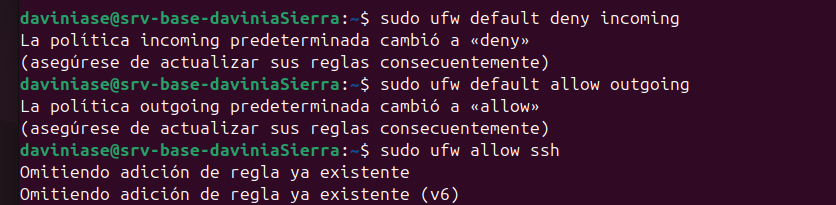 daviniase@srv-base-daviniaSierra:~$ sudo ufw default deny incoming
La política incoming predeterminada cambió a «deny»
(asegúrese de actualizar sus reglas consecuentemente)
daviniase@srv-base-daviniaSierra:~$ sudo ufw default allow outgoing
La política outgoing predeterminada cambió a «allow»
(asegúrese de actualizar sus reglas consecuentemente)
daviniase@srv-base-daviniaSierra:~$ sudo ufw allow ssh
Omitiendo adición de regla ya existente
Omitiendo adición de regla ya existente (v6)